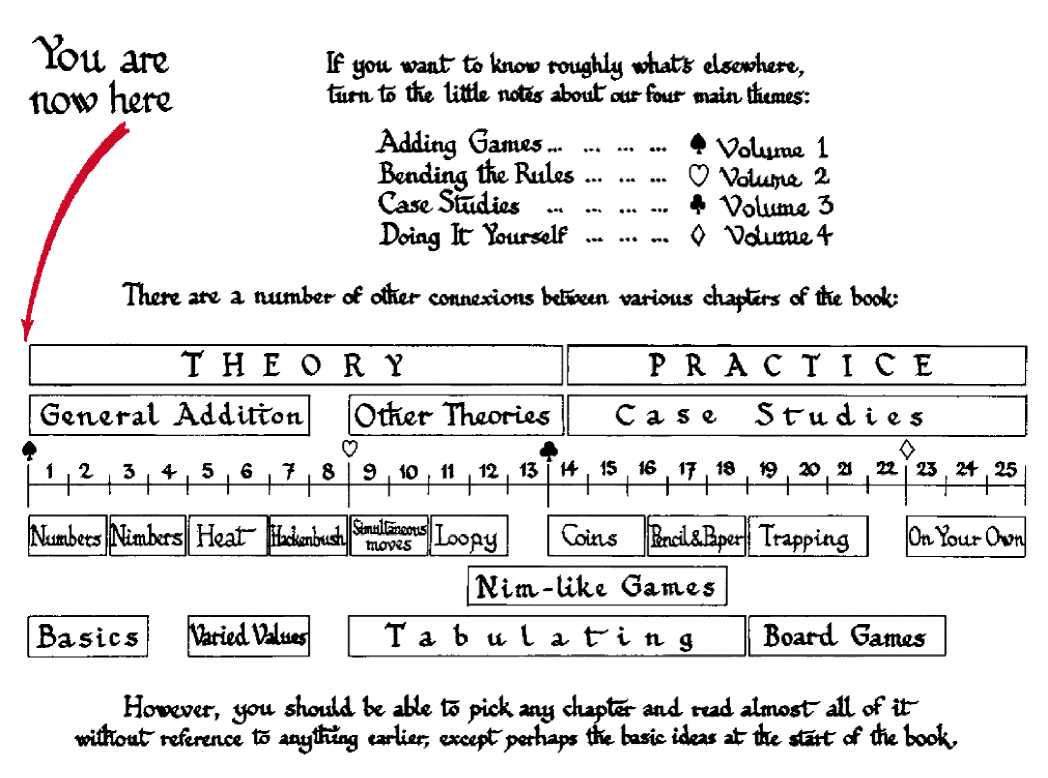 You are
now here
If you want to know roughly what's elsewhere,
turn to the little notes about our four main themes:
Adding Games ... ... ... ... ♠ Volume 1
Bending the Rules ... ... ... ♡ Volume 2
Case Studies ... ... ... ... ♣ Volume 3
Doing It Yourself ... ... ... ◊ Volume 4
There are a number of other connexions between various chapters of the book:
THEORY PRACTICE
General Addition Other Theories Case Studies
♠ ♡ ♣ ◊
1 2 3 4 5 6 7 8 9 10 11 12 13 14 15 16 17 18 19 20 21 22 23 24 25
Numbers Nimbers Heat Hackenbush Simultaneous moves Loopy Coins Pencil & Paper Trapping On Your Own
Nim-like Games
Basics Varied Values Tabulating Board Games
However, you should be able to pick any chapter and read almost all of it
without reference to anything earlier, except perhaps the basic ideas at the start of the book.